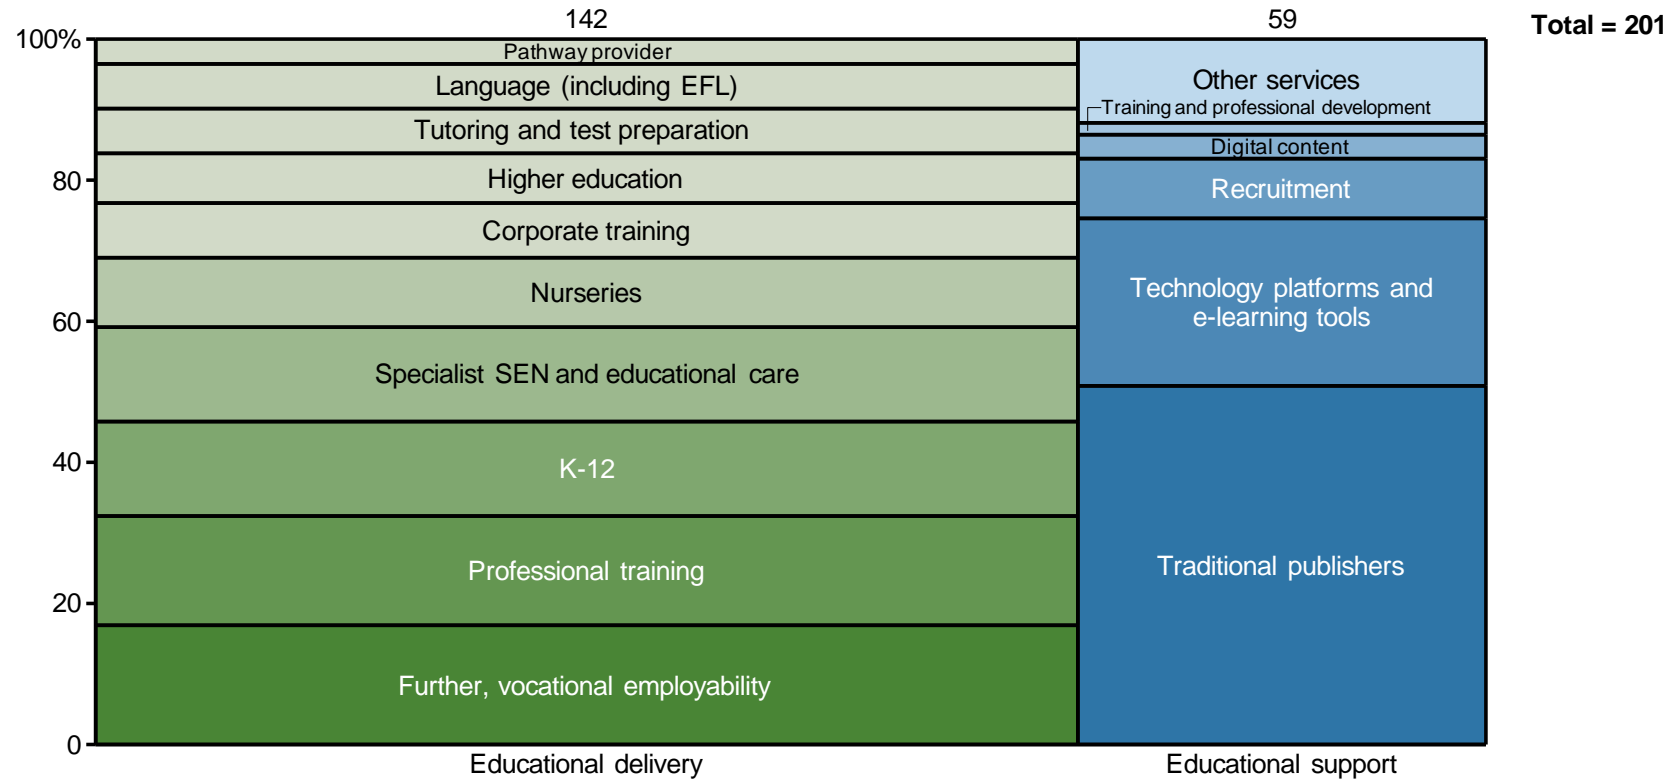 142
59
Total = 201
100%
80
60
40
20
0
Pathway provider
Language (including EFL)
Tutoring and test preparation
Higher education
Corporate training
Nurseries
Specialist SEN and educational care
K-12
Professional training
Further, vocational employability
Other services
Training and professional development
Digital content
Recruitment
Technology platforms and
e-learning tools
Traditional publishers
Educational delivery
Educational support